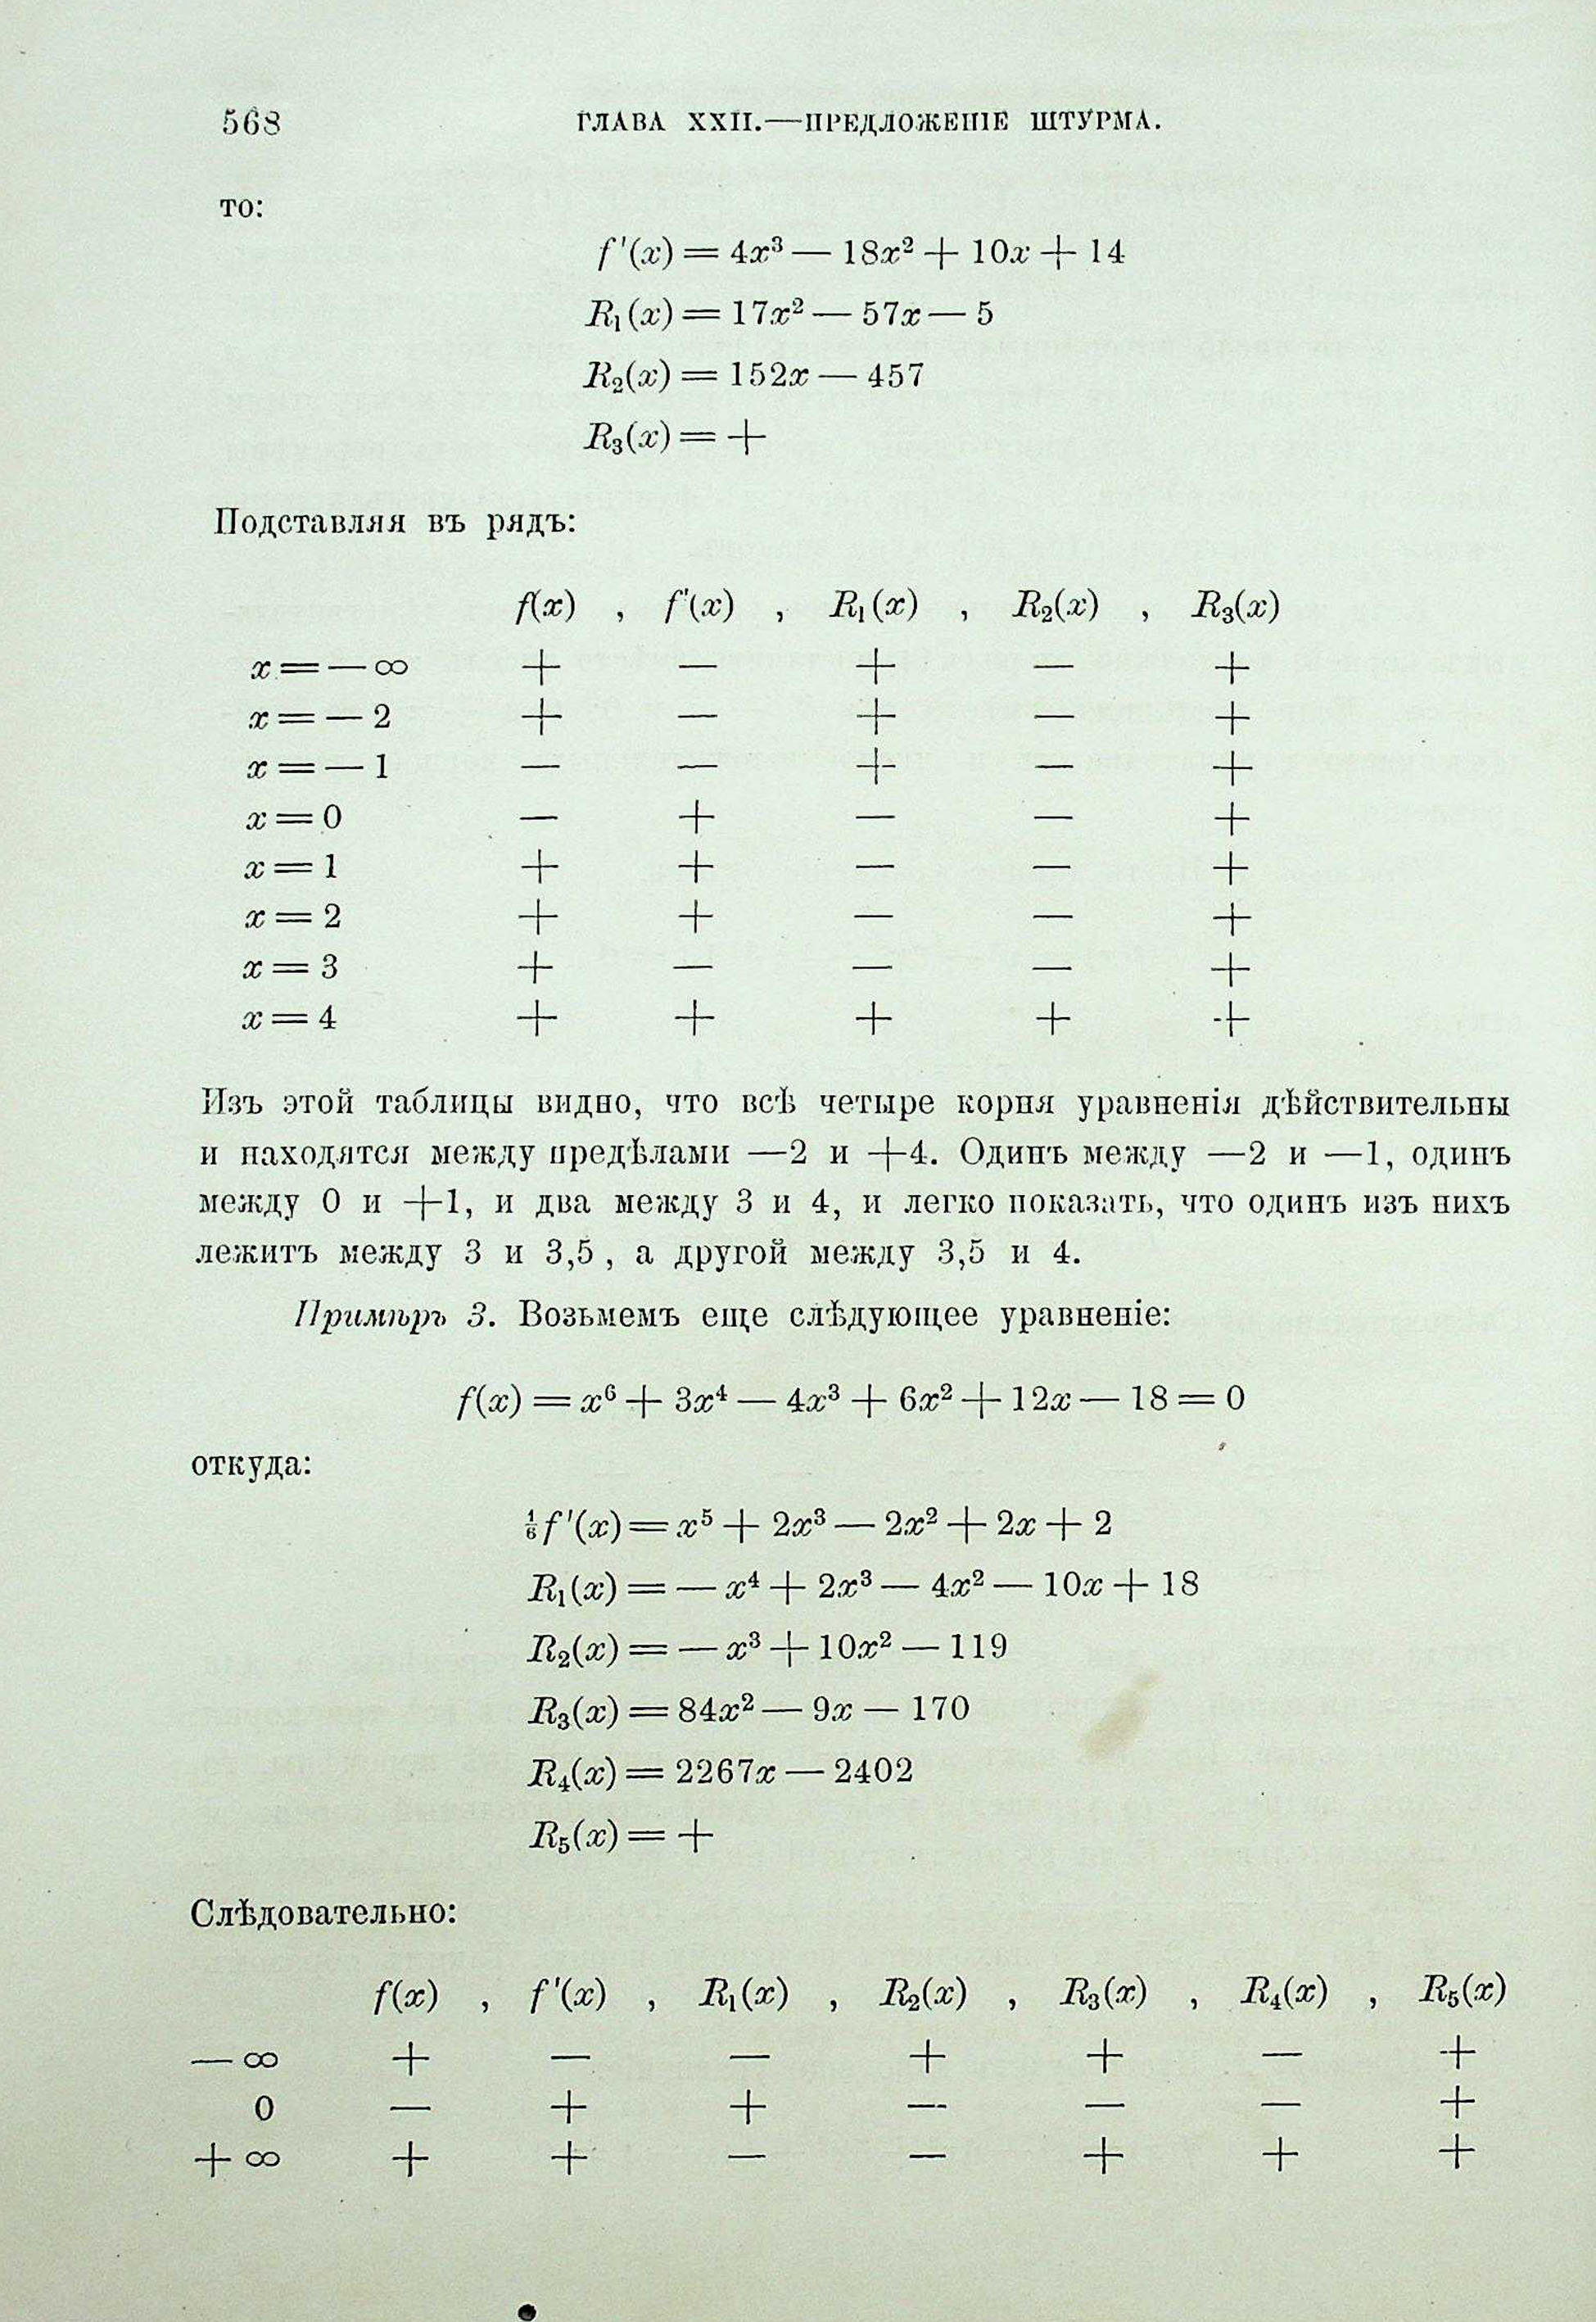 568 ГЛАВА XXII.—ПРЕДЛОЖЕНІЕ ШТУРМА.
то:
f'(x) = 4x³ — 18x² + 10x + 14
R₁(x) = 17x² — 57x — 5
R₂(x) = 152x — 457
R₃(x) = +
Подставляя въ рядъ:
f(x) , f'(x) , R₁(x) , R₂(x) , R₃(x)
x = — ∞ + — + — +
x = — 2 + — + — +
x = — 1 — — + — +
x = 0 — + — — +
x = 1 + + — — +
x = 2 + + — — +
x = 3 + — — — +
x = 4 + + + + +
Изъ этой таблицы видно, что всѣ четыре корня уравненія дѣйствительны
и находятся между предѣлами —2 и +4. Одинъ между —2 и —1, одинъ
между 0 и +1, и два между 3 и 4, и легко показать, что одинъ изъ нихъ
лежитъ между 3 и 3,5 , а другой между 3,5 и 4.
Примѣръ 3. Возьмемъ еще слѣдующее уравненіе:
f(x) = x⁶ + 3x⁴ — 4x³ + 6x² + 12x — 18 = 0
откуда:
⅙f'(x) = x⁵ + 2x³ — 2x² + 2x + 2
R₁(x) = — x⁴ + 2x³ — 4x² — 10x + 18
R₂(x) = — x³ + 10x² — 119
R₃(x) = 84x² — 9x — 170
R₄(x) = 2267x — 2402
R₅(x) = +
Слѣдовательно:
f(x) , f'(x) , R₁(x) , R₂(x) , R₃(x) , R₄(x) , R₅(x)
— ∞ + — — + + — +
0 — + + — — — +
+ ∞ + + — — + + +